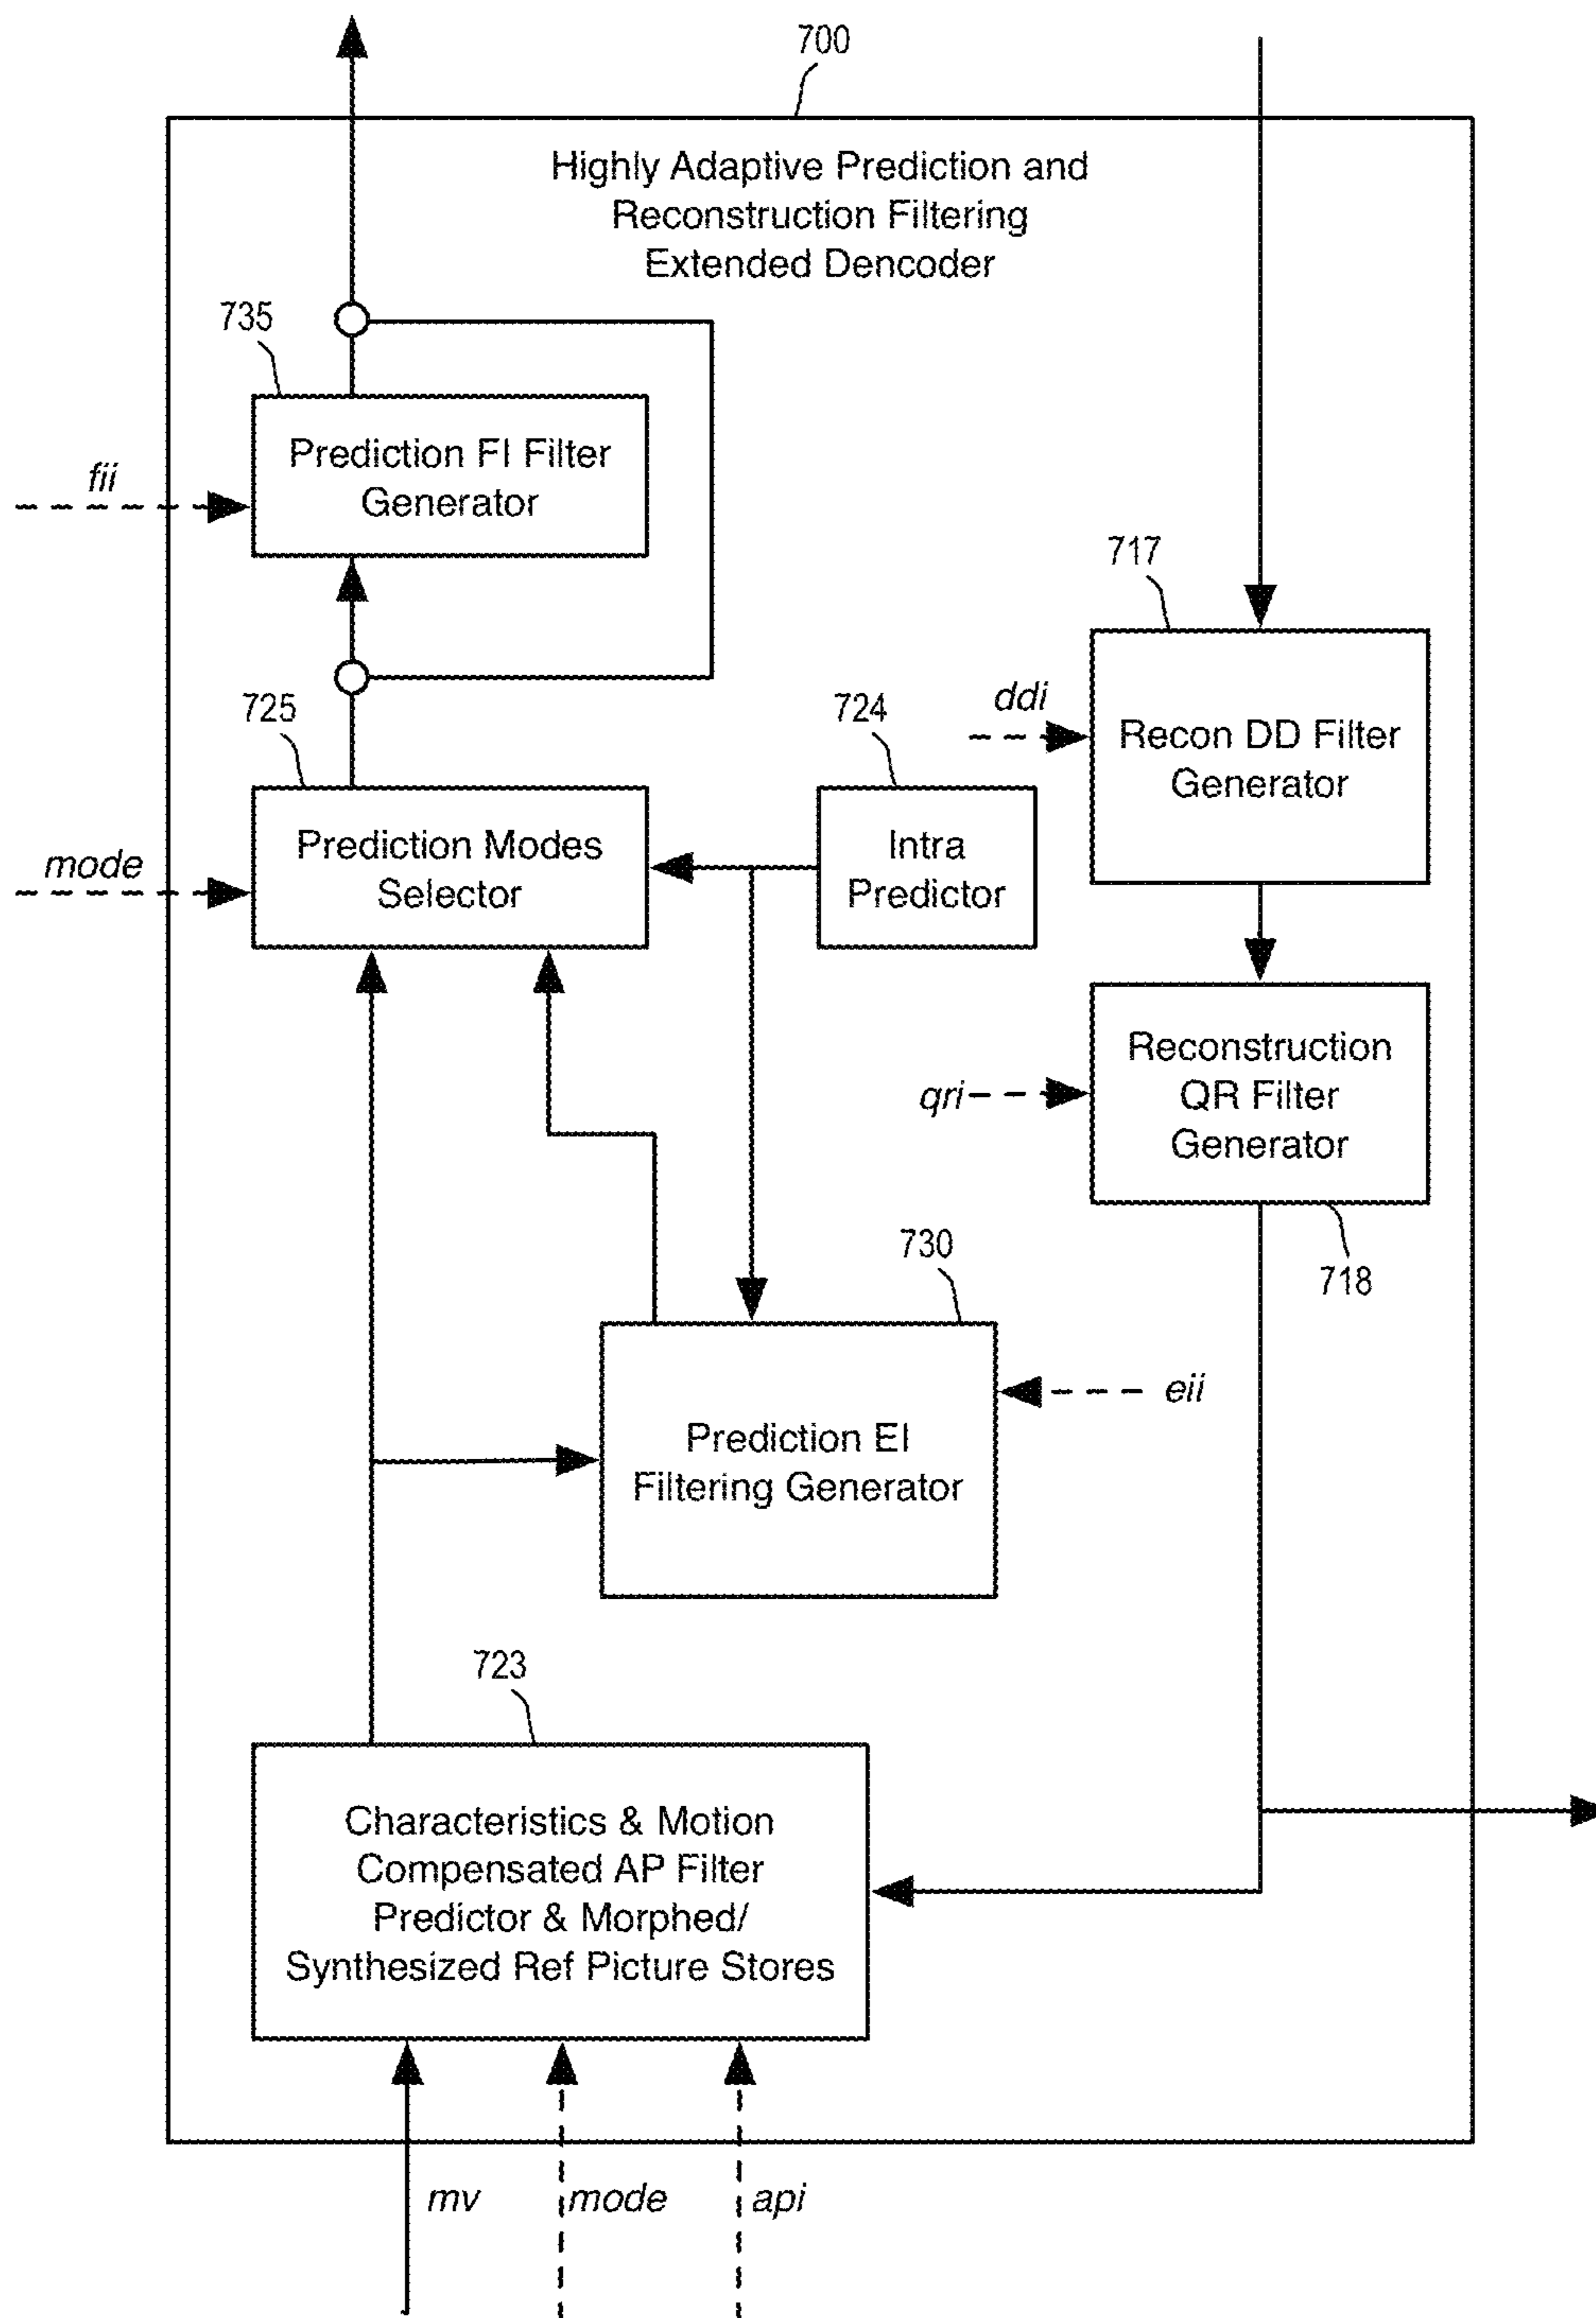 700
Highly Adaptive Prediction and
Reconstruction Filtering
Extended Dencoder
735
Prediction FI Filter
Generator
fii
717
Recon DD Filter
Generator
ddi
725
724
Prediction Modes
Selector
mode
Intra
Predictor
Reconstruction
QR Filter
Generator
qri
718
730
Prediction EI
Filtering Generator
eii
723
Characteristics & Motion
Compensated AP Filter
Predictor & Morphed/
Synthesized Ref Picture Stores
mv
mode
api